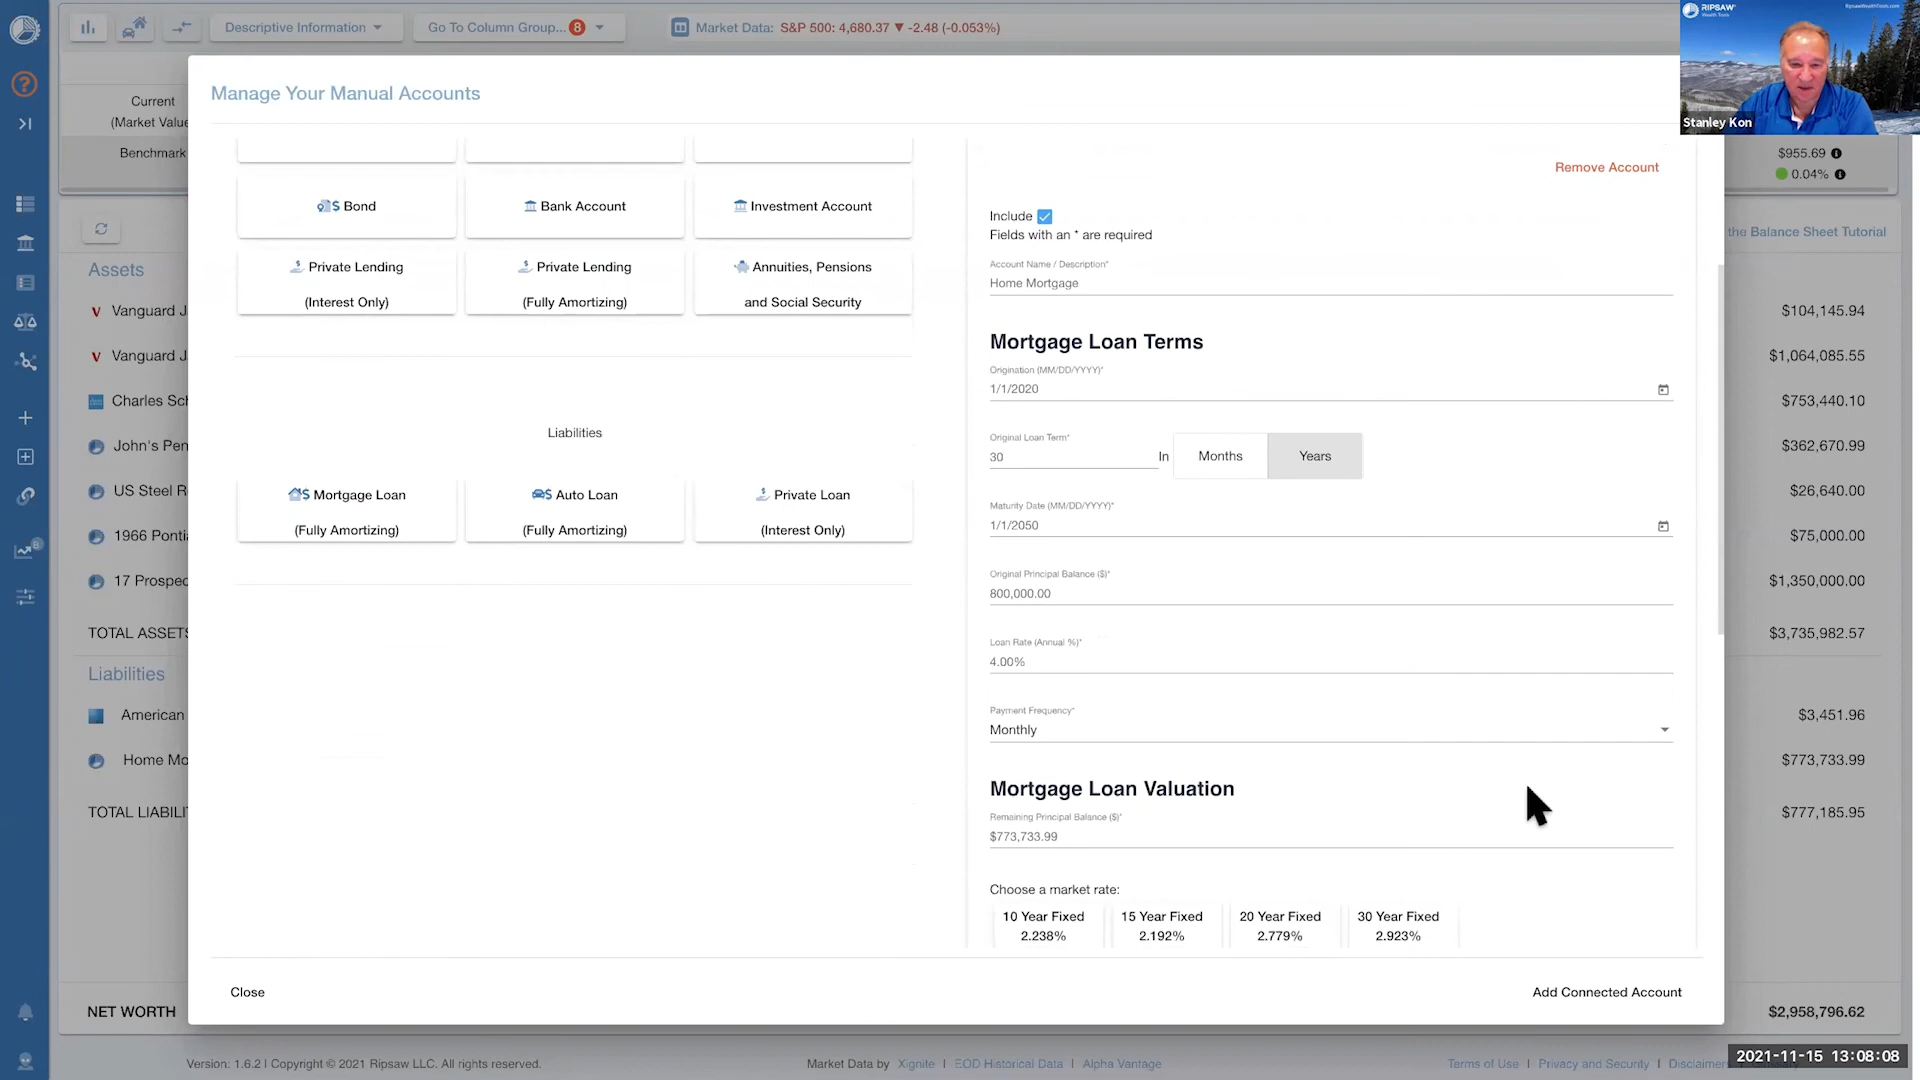 Descriptive Information
Go To Column Group... 8
Market Data: S&P 500: 4,680.37 ▼ -2.48 (-0.053%)
RIPSAW
Wealth Tools
RipsawWealthTools.com
Stanley Kon
Current
(Market Value
Benchmark
$955.69
0.04%
the Balance Sheet Tutorial
Manage Your Manual Accounts
$ Bond
Bank Account
Investment Account
Private Lending
(Interest Only)
Private Lending
(Fully Amortizing)
Annuities, Pensions
and Social Security
Liabilities
$ Mortgage Loan
(Fully Amortizing)
$ Auto Loan
(Fully Amortizing)
Private Loan
(Interest Only)
Remove Account
Include
Fields with an * are required
Account Name / Description*
Home Mortgage
Mortgage Loan Terms
Origination (MM/DD/YYYY)*
1/1/2020
Original Loan Term*
30 In Months Years
Maturity Date (MM/DD/YYYY)*
1/1/2050
Original Principal Balance ($)*
800,000.00
Loan Rate (Annual %)*
4.00%
Payment Frequency*
Monthly
Mortgage Loan Valuation
Remaining Principal Balance ($)*
$773,733.99
Choose a market rate:
10 Year Fixed
2.238%
15 Year Fixed
2.192%
20 Year Fixed
2.779%
30 Year Fixed
2.923%
Close
Add Connected Account
B
Assets
Vanguard J $104,145.94
Vanguard J $1,064,085.55
Charles Sch $753,440.10
John's Pen $362,670.99
US Steel R $26,640.00
1966 Ponti $75,000.00
17 Prospec $1,350,000.00
TOTAL ASSETS $3,735,982.57
Liabilities
American $3,451.96
Home Mo $773,733.99
TOTAL LIABILI $777,185.95
NET WORTH $2,958,796.62
Version: 1.6.2 | Copyright © 2021 Ripsaw LLC. All rights reserved.
Market Data by Xignite | EOD Historical Data | Alpha Vantage
Terms of Use | Privacy and Security | Disclaimer
2021-11-15 13:08:08